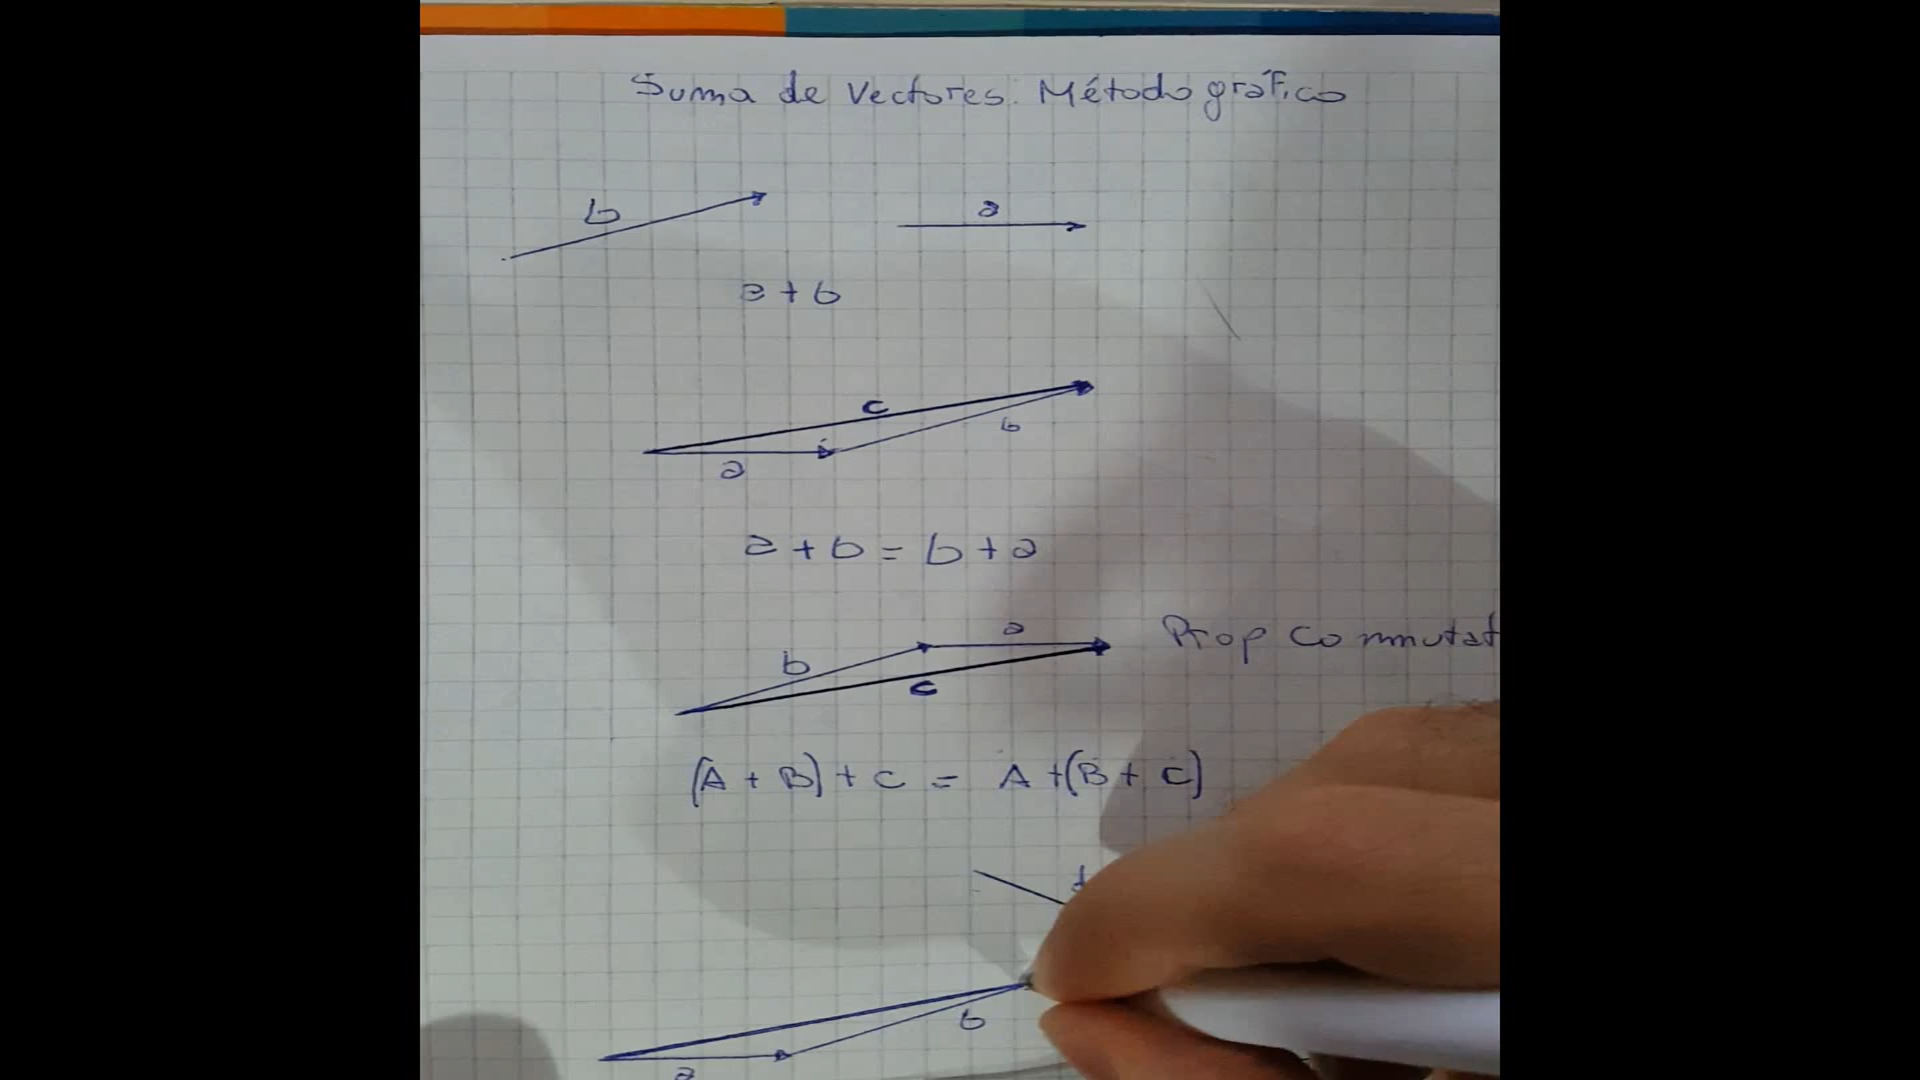 Suma de Vectores. Método gráfico
b
a
a + b
c
b
a
a + b = b + a
a
Prop conmutat
b
c
(A + B) + C = A + (B + C)
d
b
a